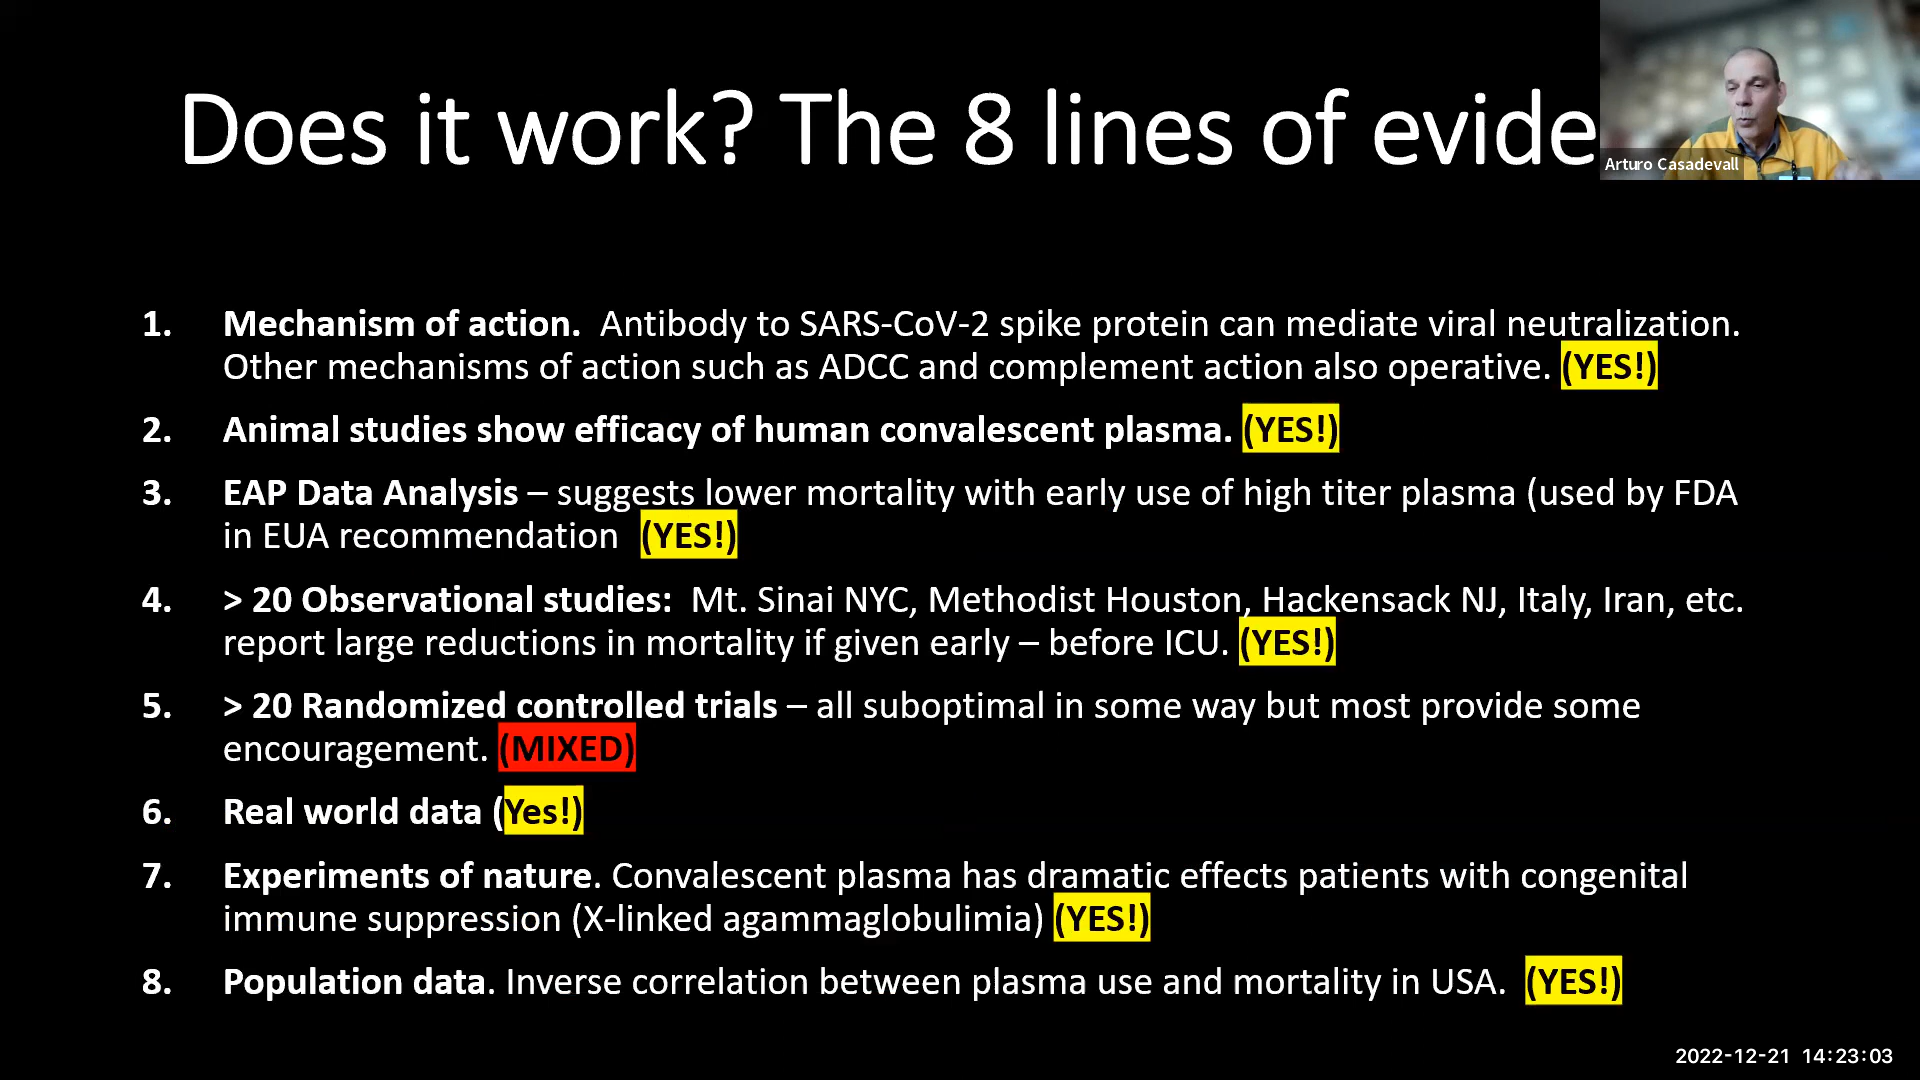 Does it work? The 8 lines of evide
Arturo Casadevall
1. Mechanism of action. Antibody to SARS-CoV-2 spike protein can mediate viral neutralization.
Other mechanisms of action such as ADCC and complement action also operative. (YES!)
2. Animal studies show efficacy of human convalescent plasma. (YES!)
3. EAP Data Analysis – suggests lower mortality with early use of high titer plasma (used by FDA
in EUA recommendation (YES!)
4. > 20 Observational studies: Mt. Sinai NYC, Methodist Houston, Hackensack NJ, Italy, Iran, etc.
report large reductions in mortality if given early – before ICU. (YES!)
5. > 20 Randomized controlled trials – all suboptimal in some way but most provide some
encouragement. (MIXED)
6. Real world data (Yes!)
7. Experiments of nature. Convalescent plasma has dramatic effects patients with congenital
immune suppression (X-linked agammaglobulimia) (YES!)
8. Population data. Inverse correlation between plasma use and mortality in USA. (YES!)
2022-12-21 14:23:03